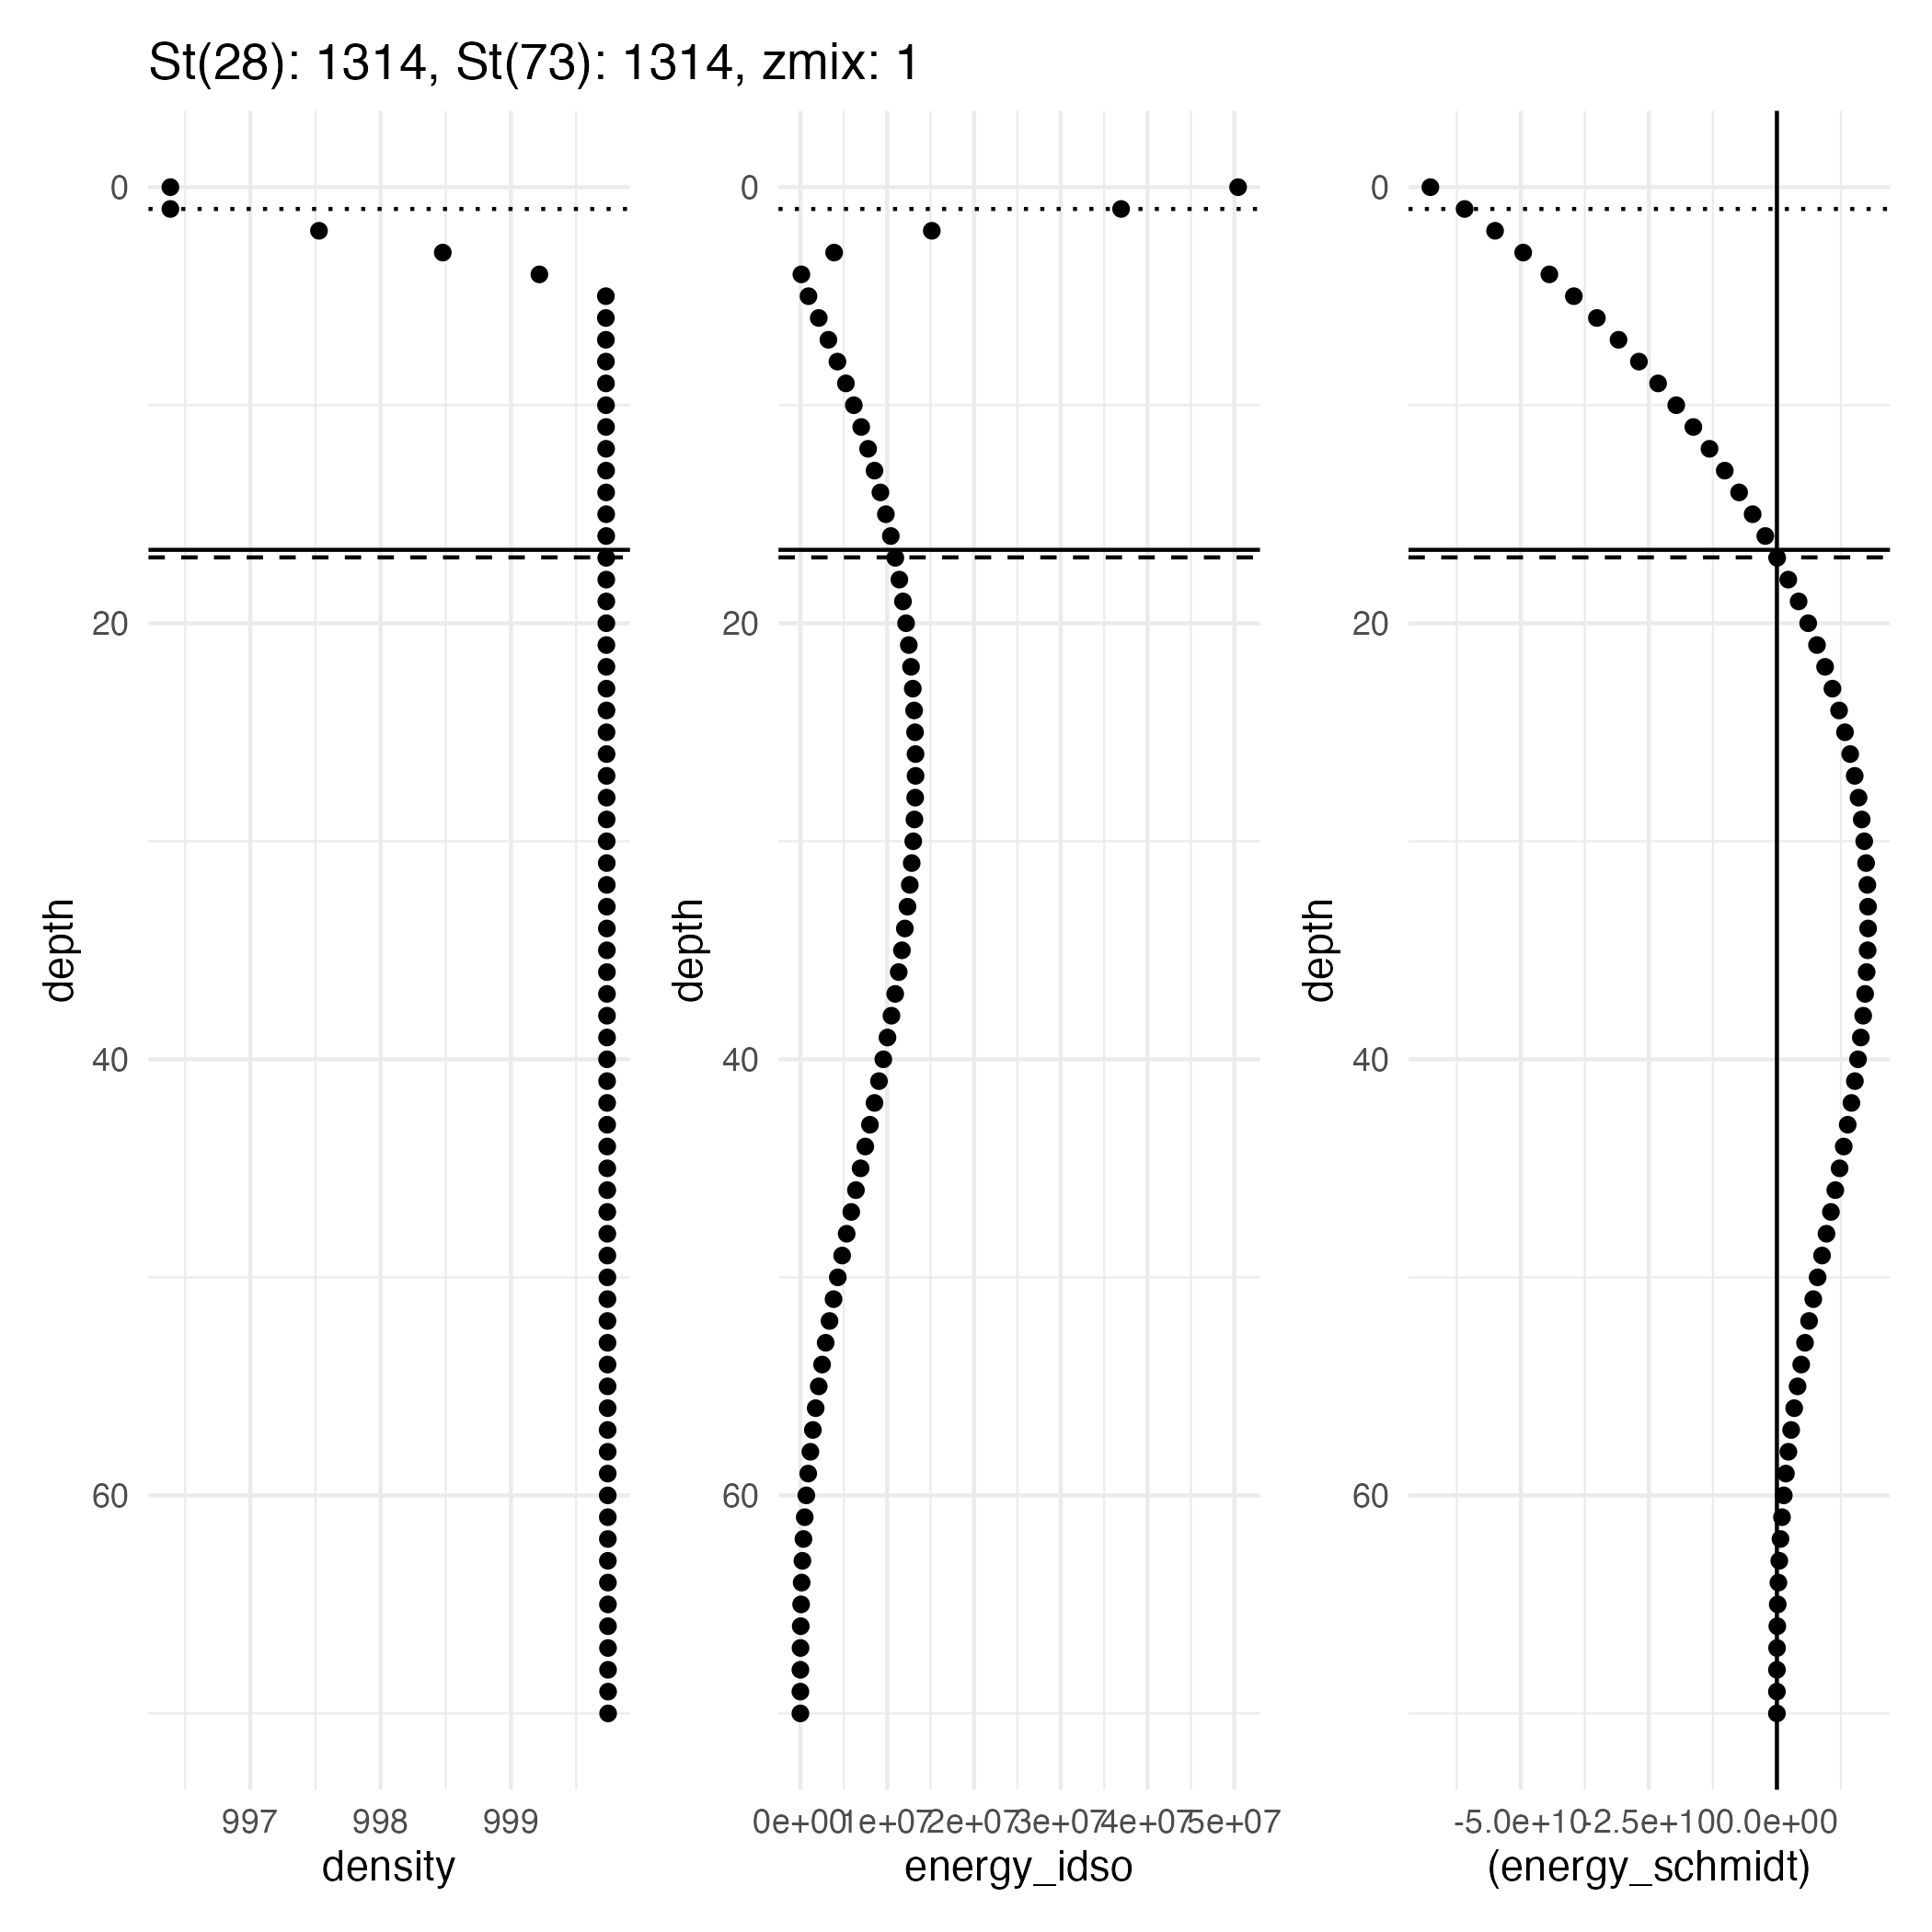 St(28): 1314, St(73): 1314, zmix: 1
0
20
40
60
depth
997 998 999
density
0
20
40
60
depth
0e+00 1e+07 2e+07 3e+07 4e+07 5e+07
energy_idso
0
20
40
60
depth
-5.0e+10 -2.5e+10 0.0e+00
(energy_schmidt)